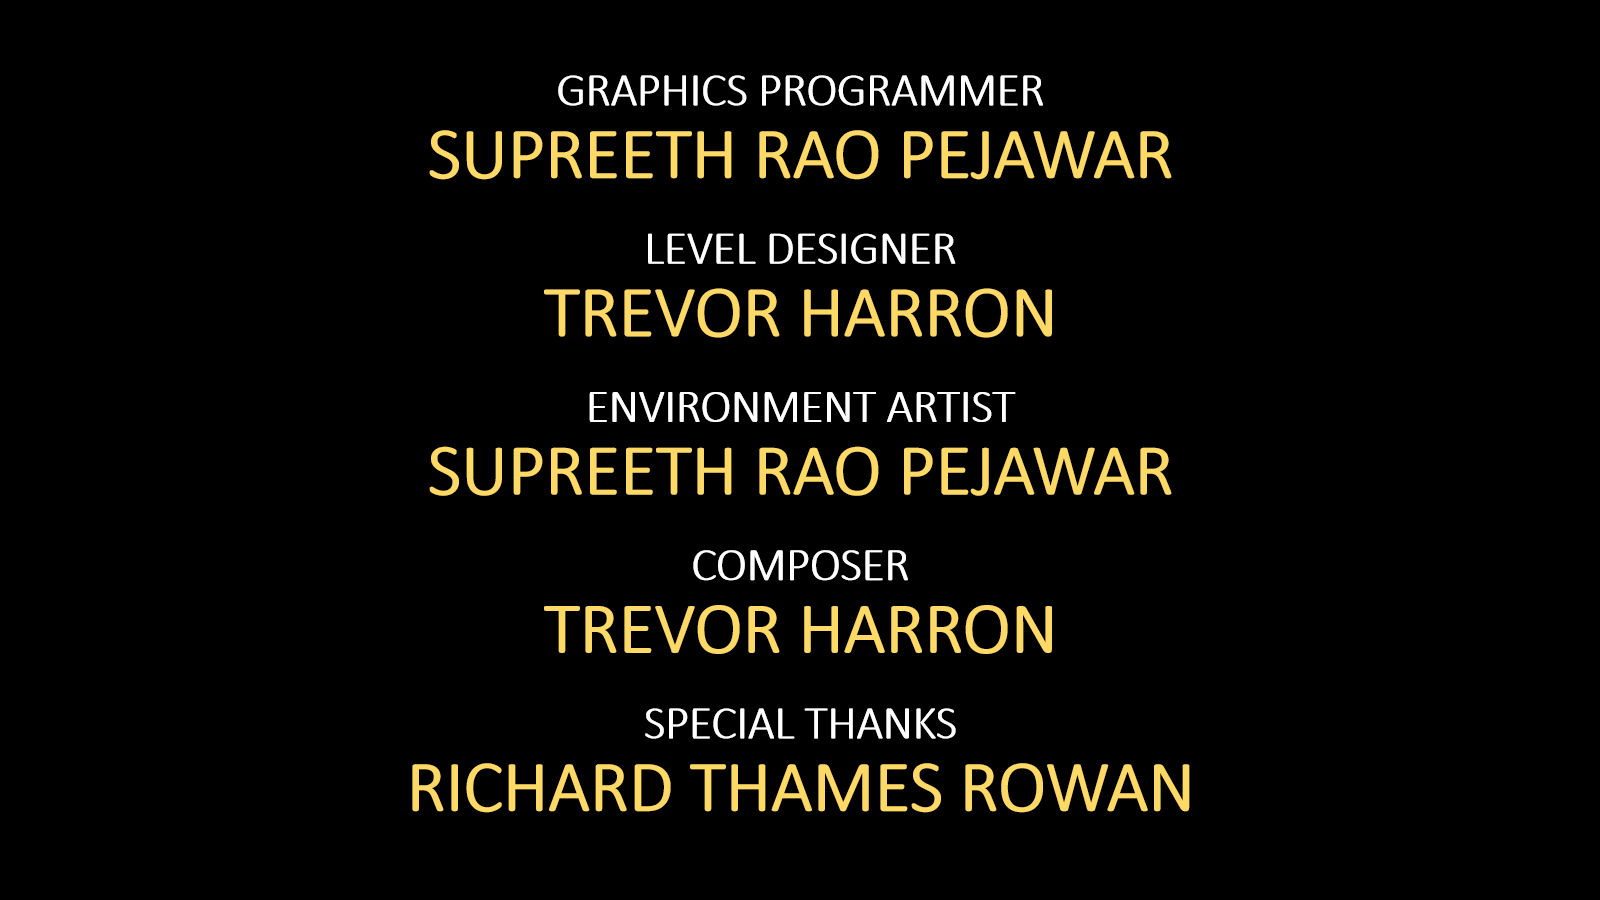 GRAPHICS PROGRAMMER
SUPREETH RAO PEJAWAR
LEVEL DESIGNER
TREVOR HARRON
ENVIRONMENT ARTIST
SUPREETH RAO PEJAWAR
COMPOSER
TREVOR HARRON
SPECIAL THANKS
RICHARD THAMES ROWAN